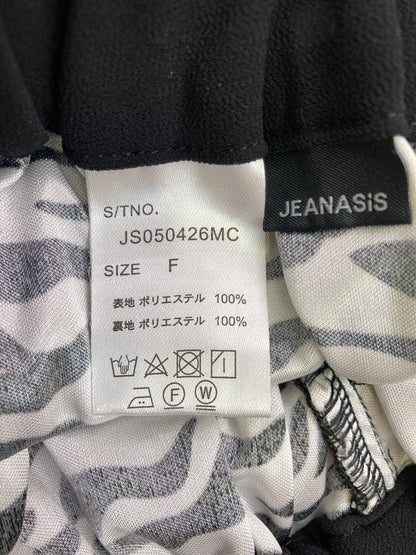 S/TNO.
JS050426MC
SIZE F
表地 ポリエステル 100%
裏地 ポリエステル 100%
F W
JEANASiS